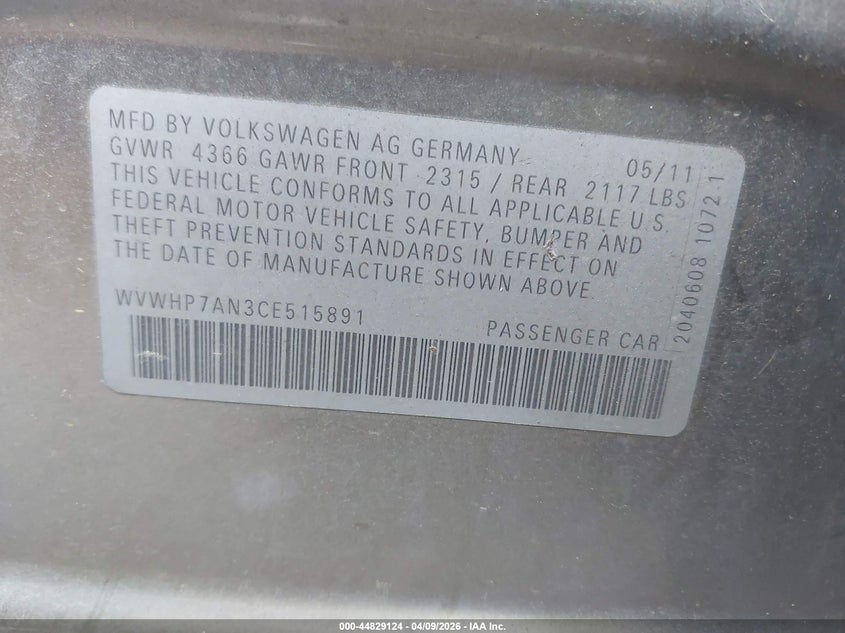 MFD BY VOLKSWAGEN AG GERMANY 05/11
GVWR 4366 GAWR FRONT 2315 / REAR 2117 LBS
THIS VEHICLE CONFORMS TO ALL APPLICABLE U.S.
FEDERAL MOTOR VEHICLE SAFETY, BUMPER AND
THEFT PREVENTION STANDARDS IN EFFECT ON
THE DATE OF MANUFACTURE SHOWN ABOVE.
WVWHP7AN3CE515891 PASSENGER CAR
2040608 1072 1
000-44829124 | 04/09/2026 | IAA Inc.